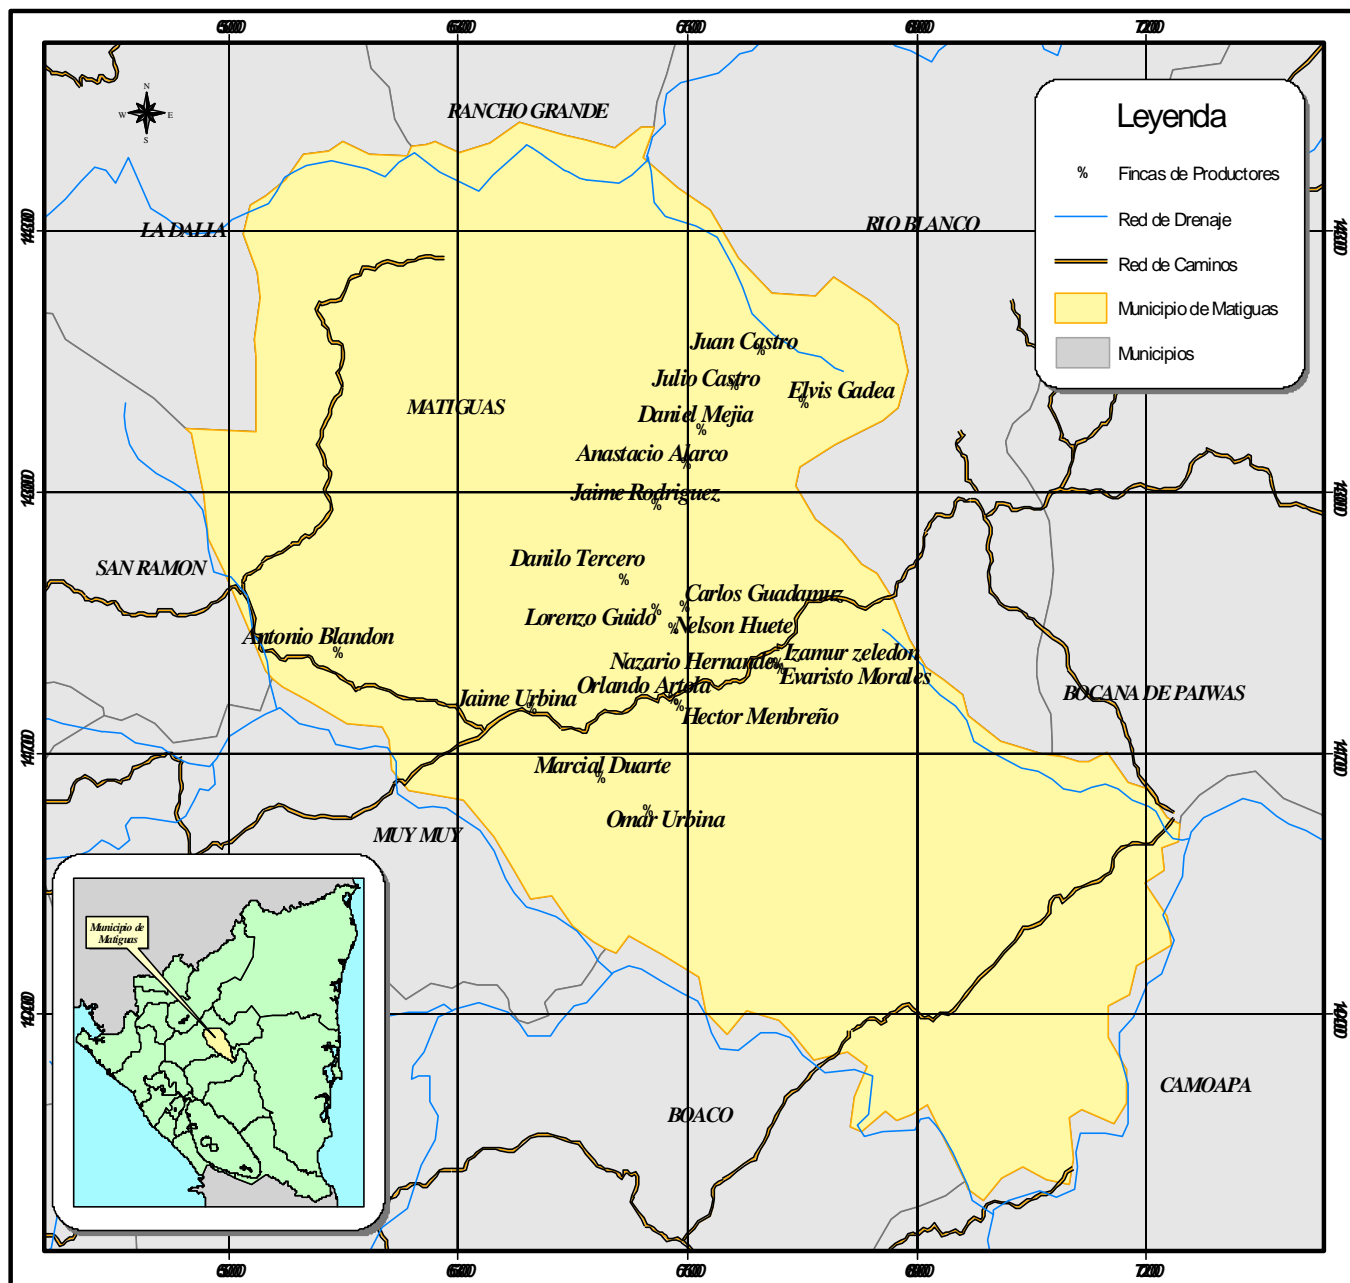 RANCHO GRANDE
N
W
E
S
Leyenda
% Fincas de Productores
Red de Drenaje
Red de Caminos
Municipio de Matiguas
Municipios
LA DALIA
RIO BLANCO
Juan Castro
%
Julio Castro
%
Elvis Gadea
%
MATIGUAS
Daniel Mejia
%
Anastacio Alarco
%
Jaime Rodriguez
%
Danilo Tercero
%
SAN RAMON
Carlos Guadamuz
%
Lorenzo Guido
%
Nelson Huete
%
Antonio Blandon
%
Izamur zeledon
%
Nazario Hernandez
Evaristo Morales
%
Orlando Artola
%
Jaime Urbina
%
Hector Menbreño
%
BOCANA DE PAIWAS
Marcial Duarte
%
Omar Urbina
%
MUY MUY
Municipio de
Matiguas
CAMOAPA
BOACO